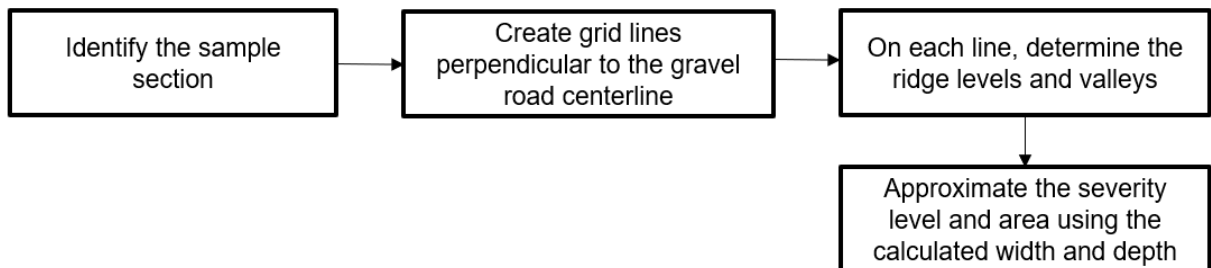 Identify the sample
section
Create grid lines
perpendicular to the gravel
road centerline
On each line, determine the
ridge levels and valleys
Approximate the severity
level and area using the
calculated width and depth